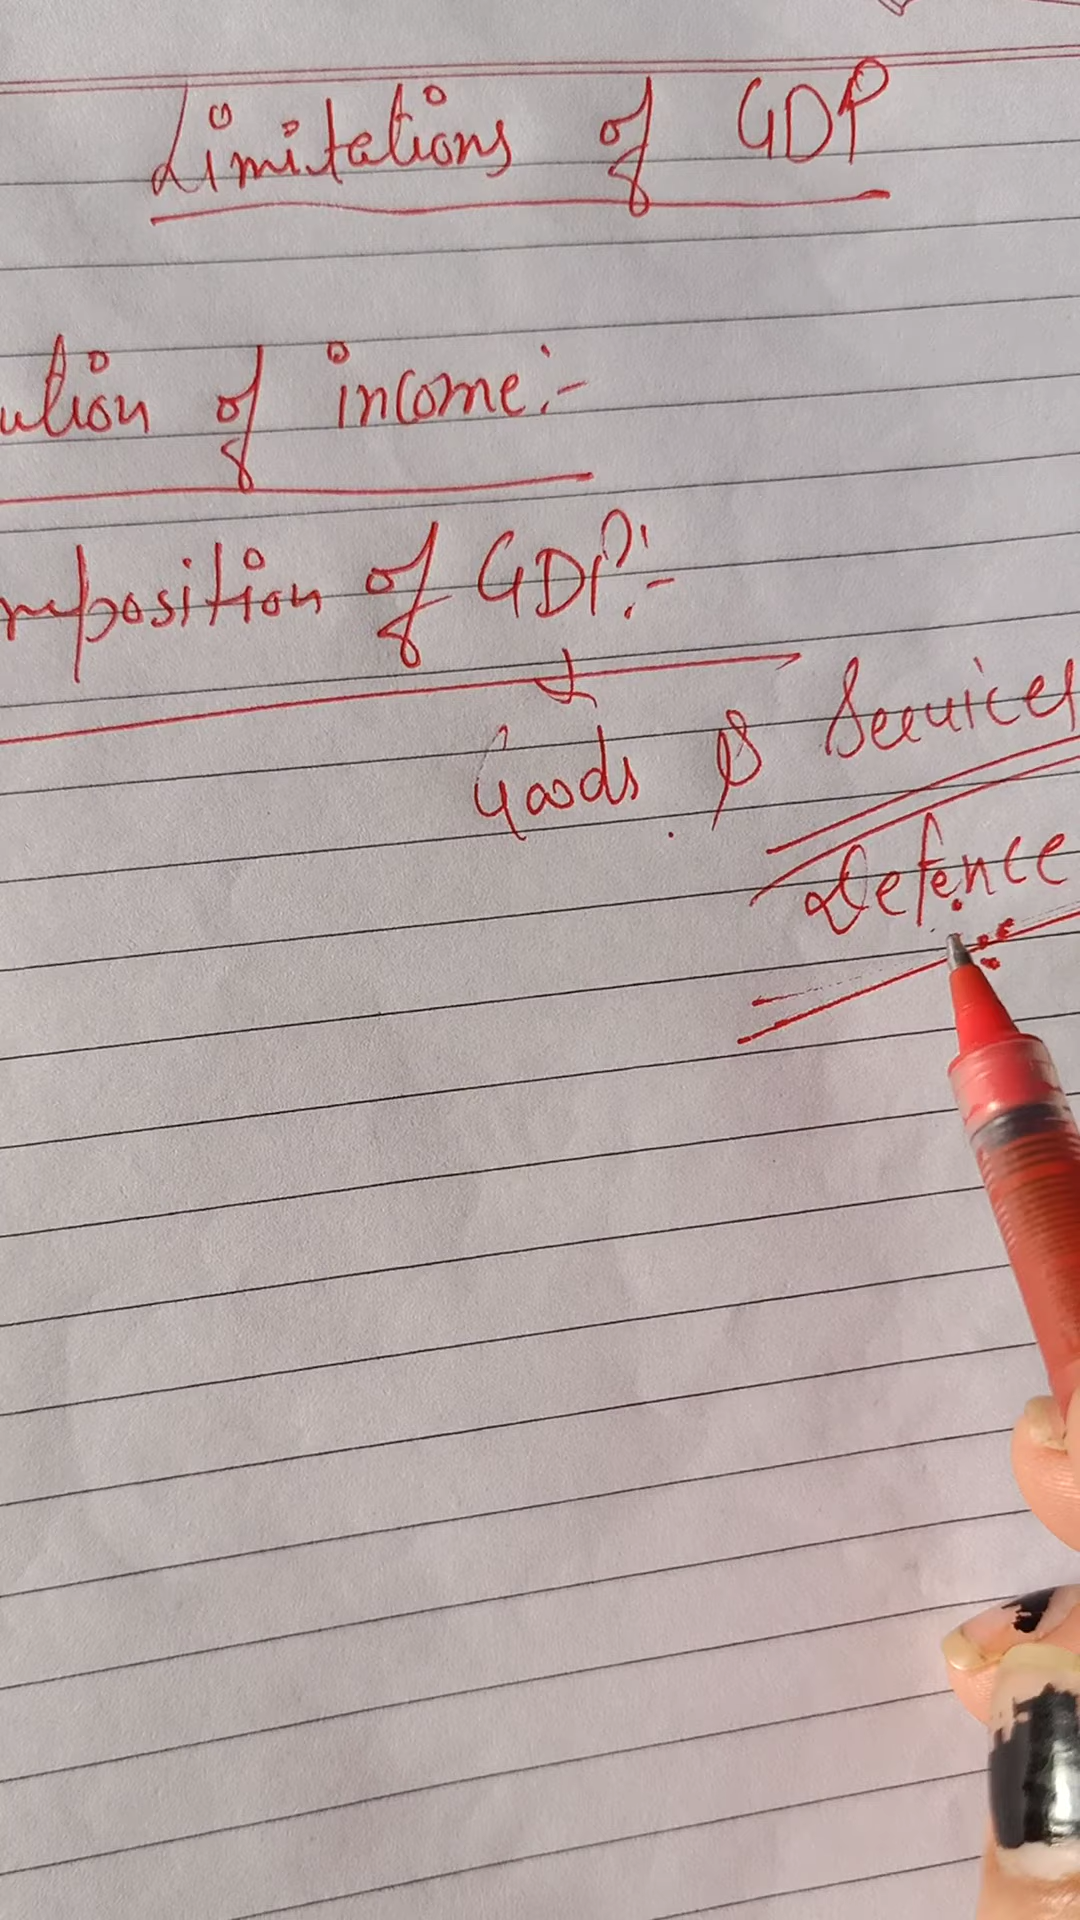 Limitations of GDP
ution of income:-
mposition of GDP:-
Goods & Services
Defence